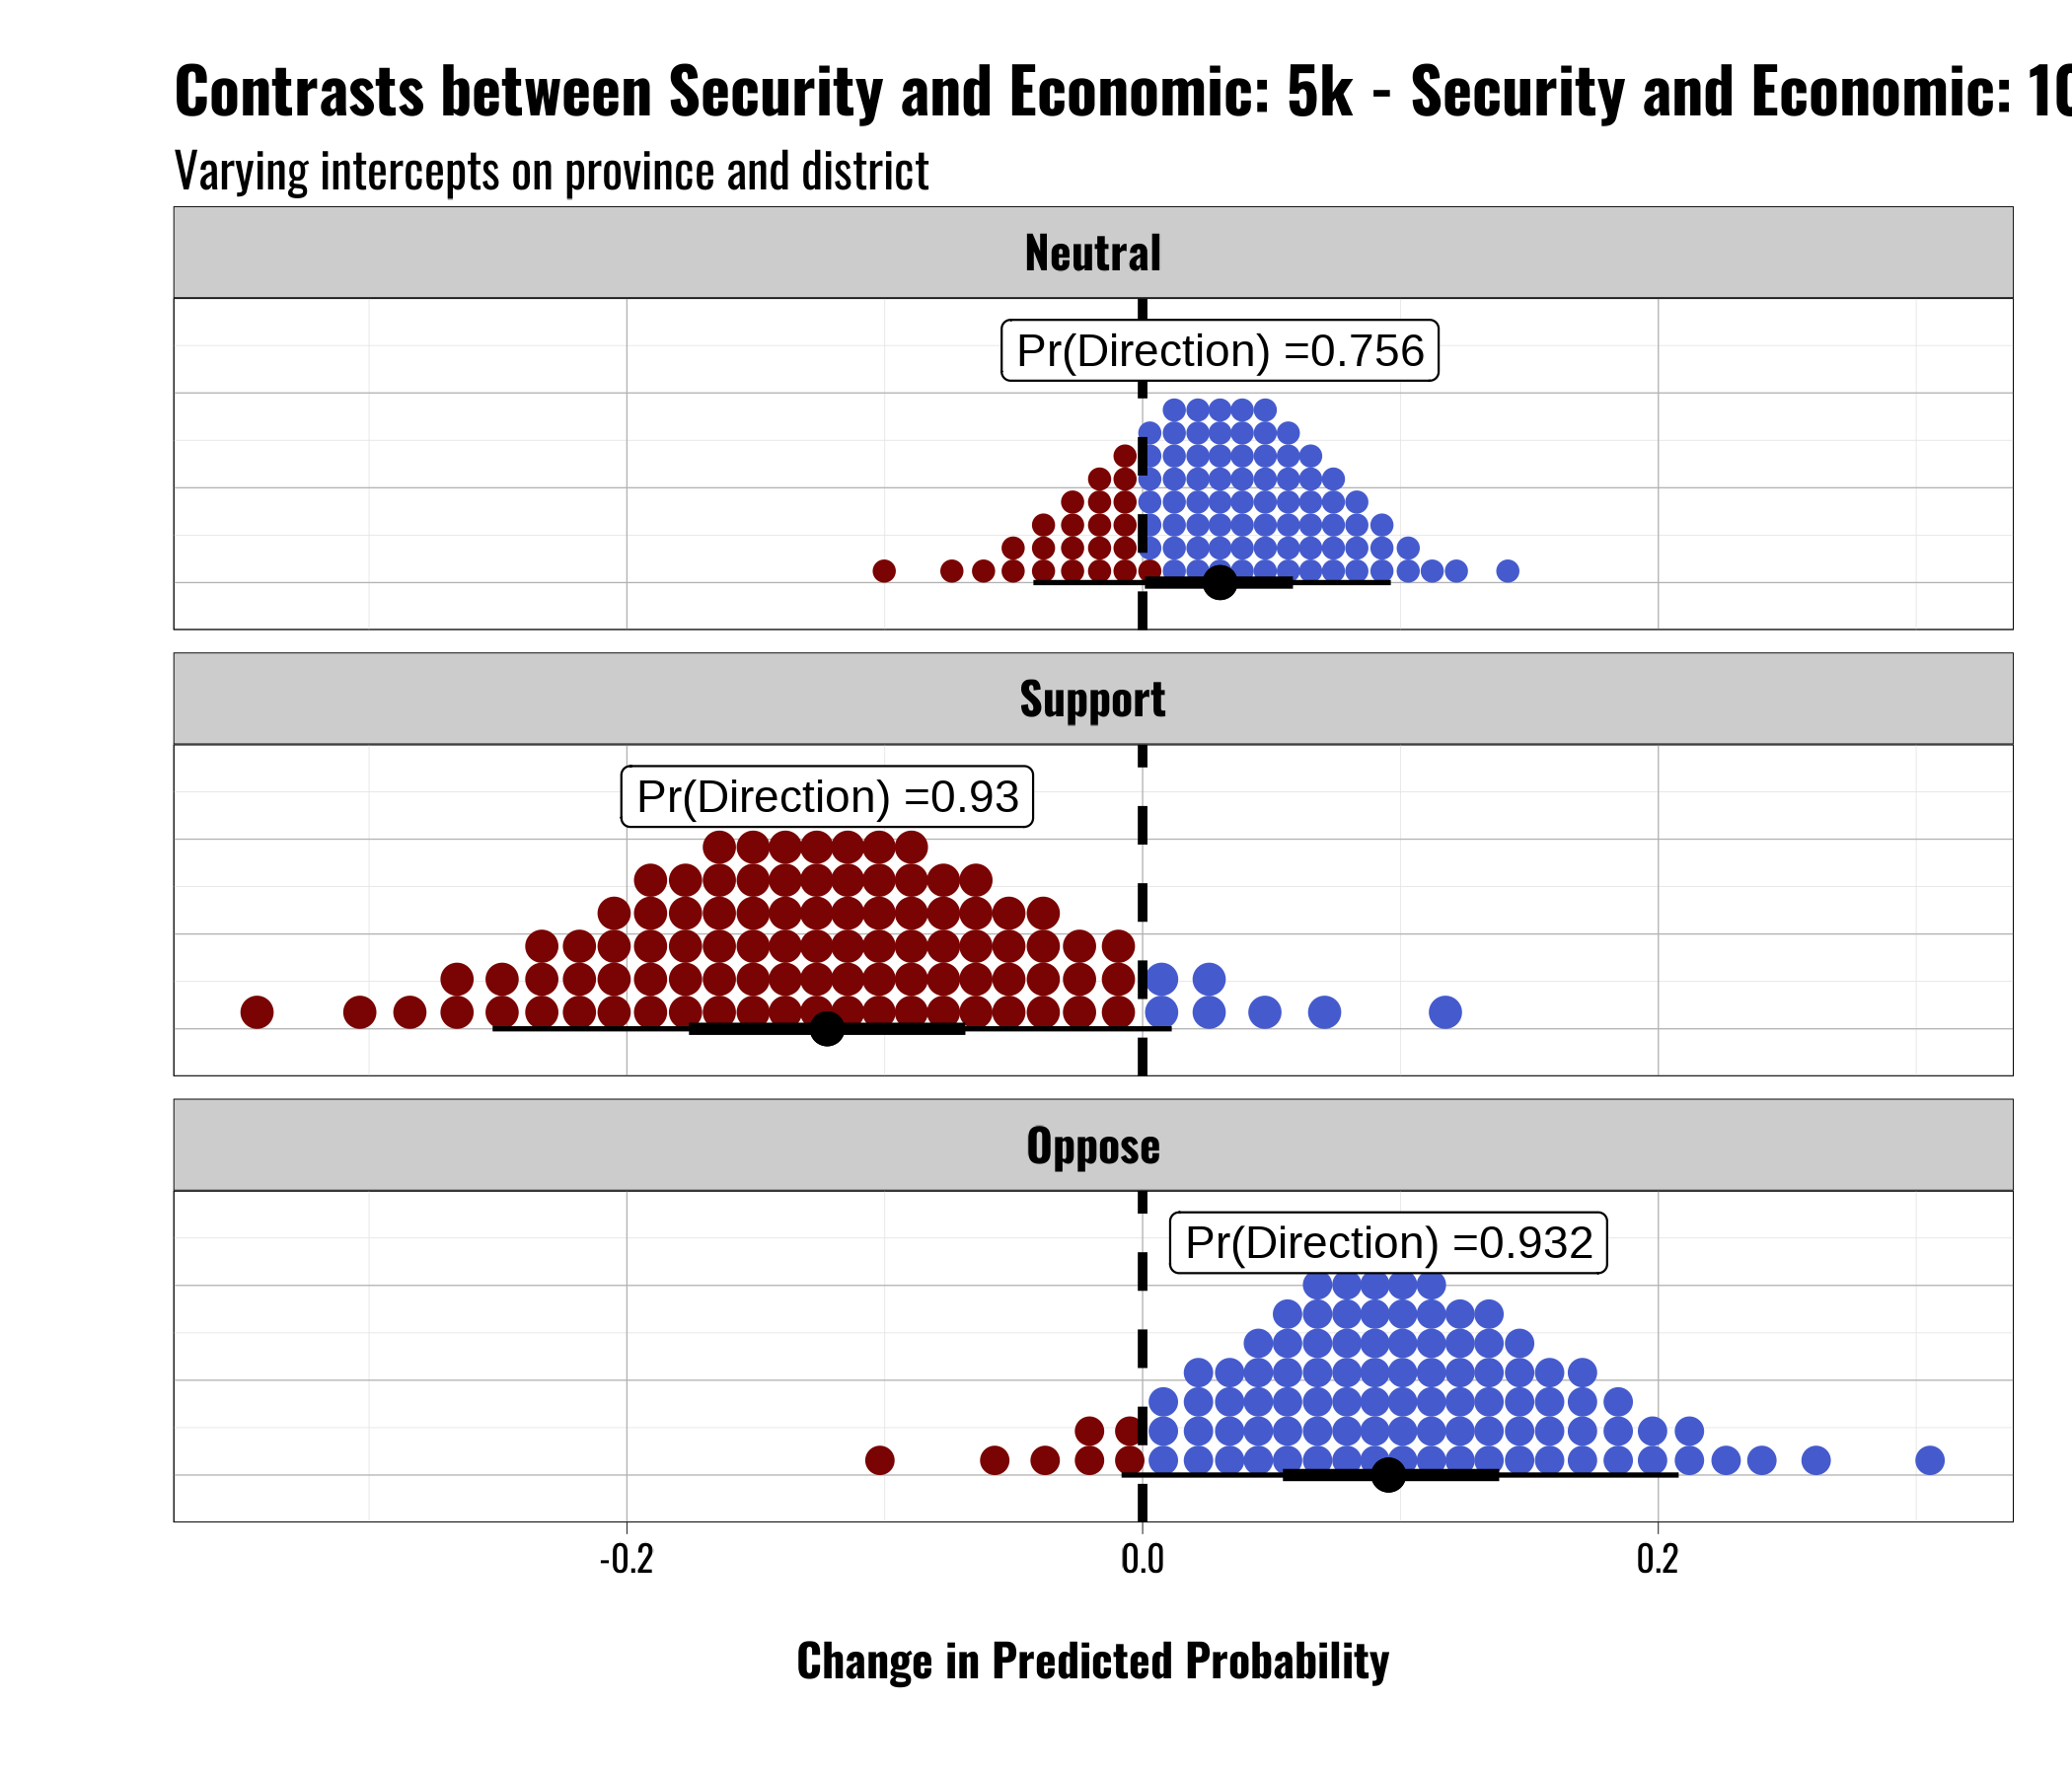 Contrasts between Security and Economic: 5k - Security and Economic: 10
Varying intercepts on province and district
Neutral
Pr(Direction) =0.756
Support
Pr(Direction) =0.93
Oppose
Pr(Direction) =0.932
-0.2 0.0 0.2
Change in Predicted Probability